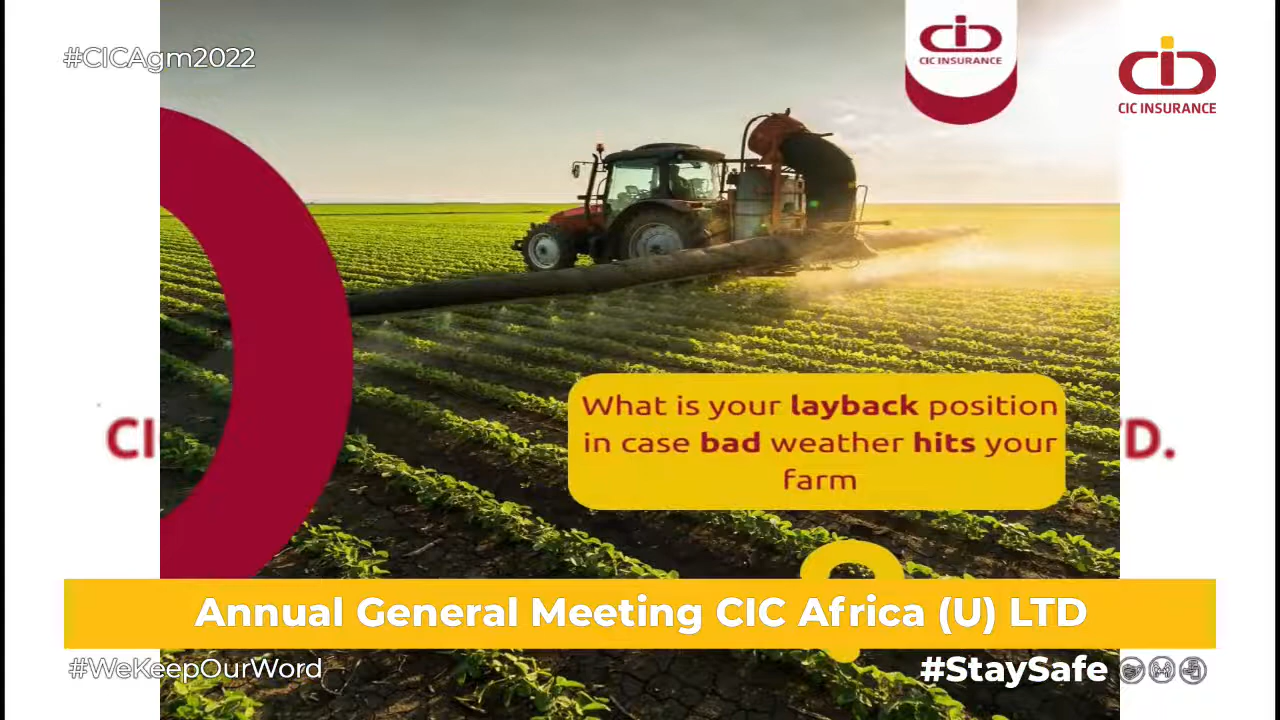 #CICAgm2022
CIC INSURANCE
CIC INSURANCE
What is your layback position
in case bad weather hits your
farm
CI
D.
?
Annual General Meeting CIC Africa (U) LTD
#WeKeepOurWord
#StaySafe